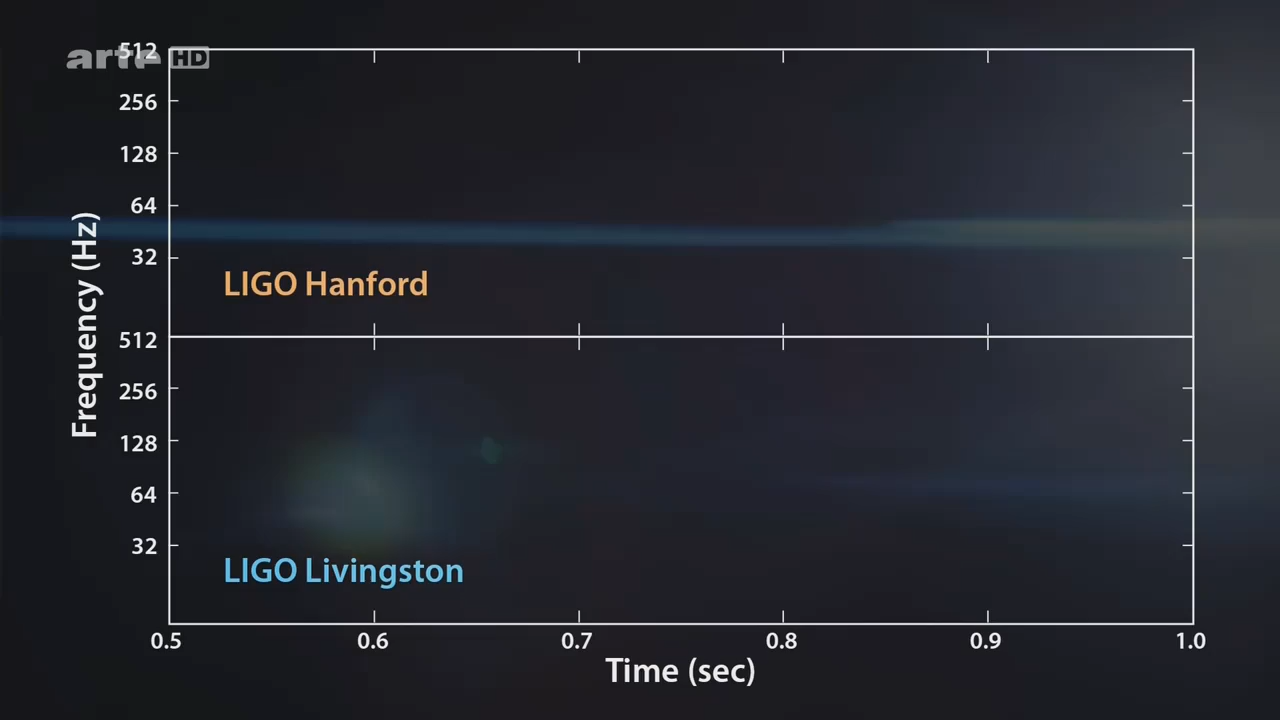 arte HD
512
256
128
64
32
LIGO Hanford
Frequency (Hz)
512
256
128
64
32
LIGO Livingston
0.5 0.6 0.7 0.8 0.9 1.0
Time (sec)